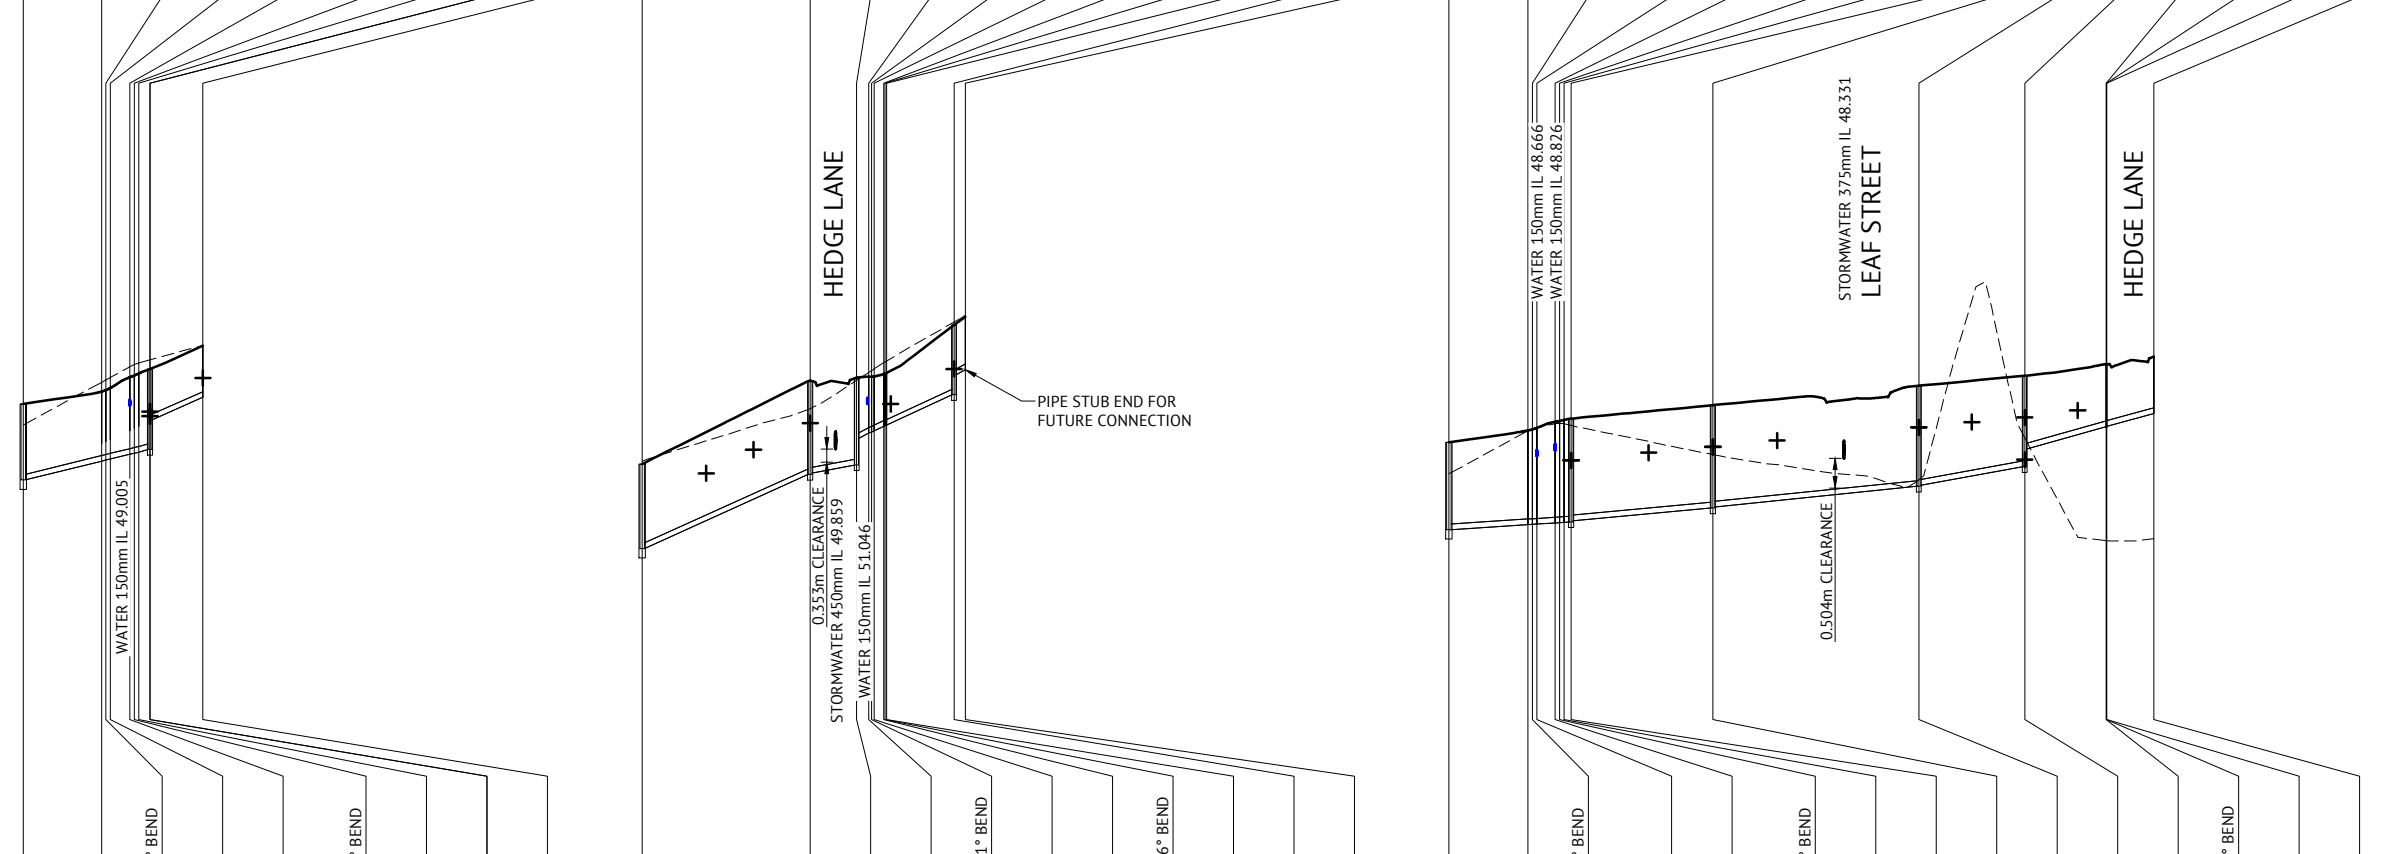 WATER 150mm IL 49.005
° BEND
° BEND
HEDGE LANE
0.353m CLEARANCE
STORMWATER 450mm IL 49.859
WATER 150mm IL 51.046
PIPE STUB END FOR
FUTURE CONNECTION
1° BEND
6° BEND
WATER 150mm IL 48.666
WATER 150mm IL 48.826
STORMWATER 375mm IL 48.331
LEAF STREET
0.504m CLEARANCE
HEDGE LANE
° BEND
° BEND
° BEND